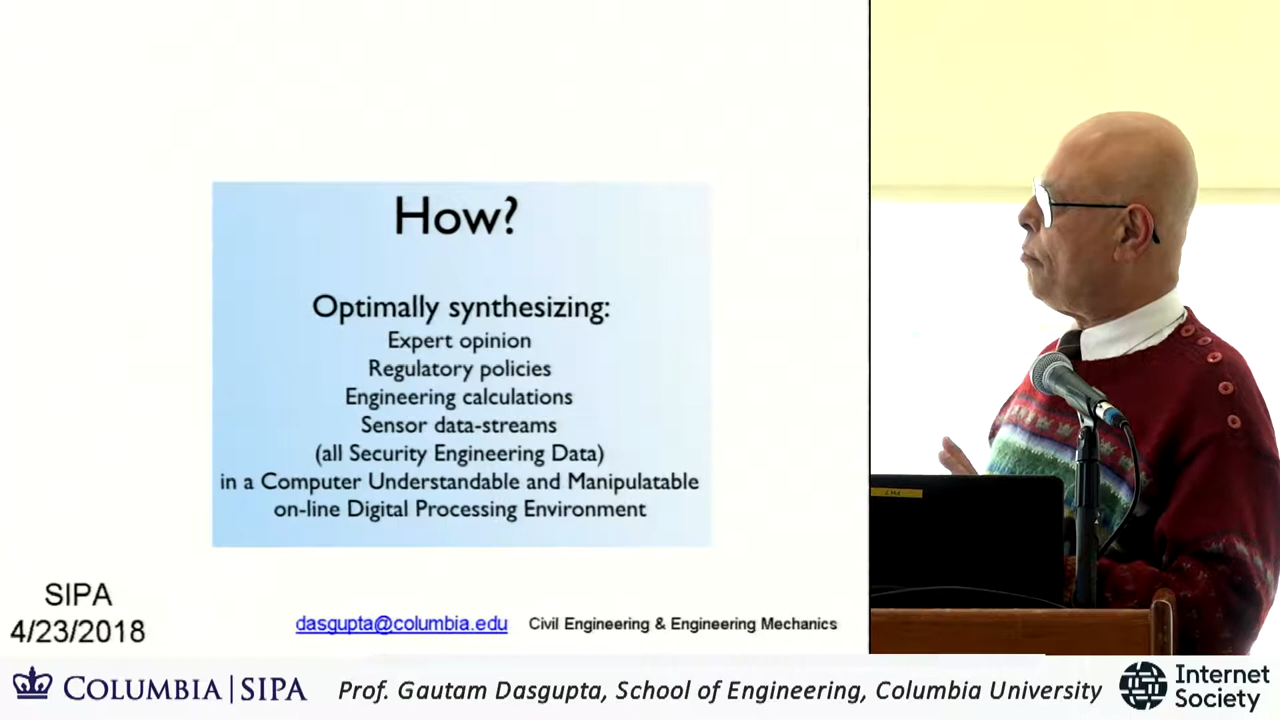 How?
Optimally synthesizing:
Expert opinion
Regulatory policies
Engineering calculations
Sensor data-streams
(all Security Engineering Data)
in a Computer Understandable and Manipulatable
on-line Digital Processing Environment
SIPA
4/23/2018
dasgupta@columbia.edu Civil Engineering & Engineering Mechanics
COLUMBIA | SIPA
Prof. Gautam Dasgupta, School of Engineering, Columbia University
Internet
Society